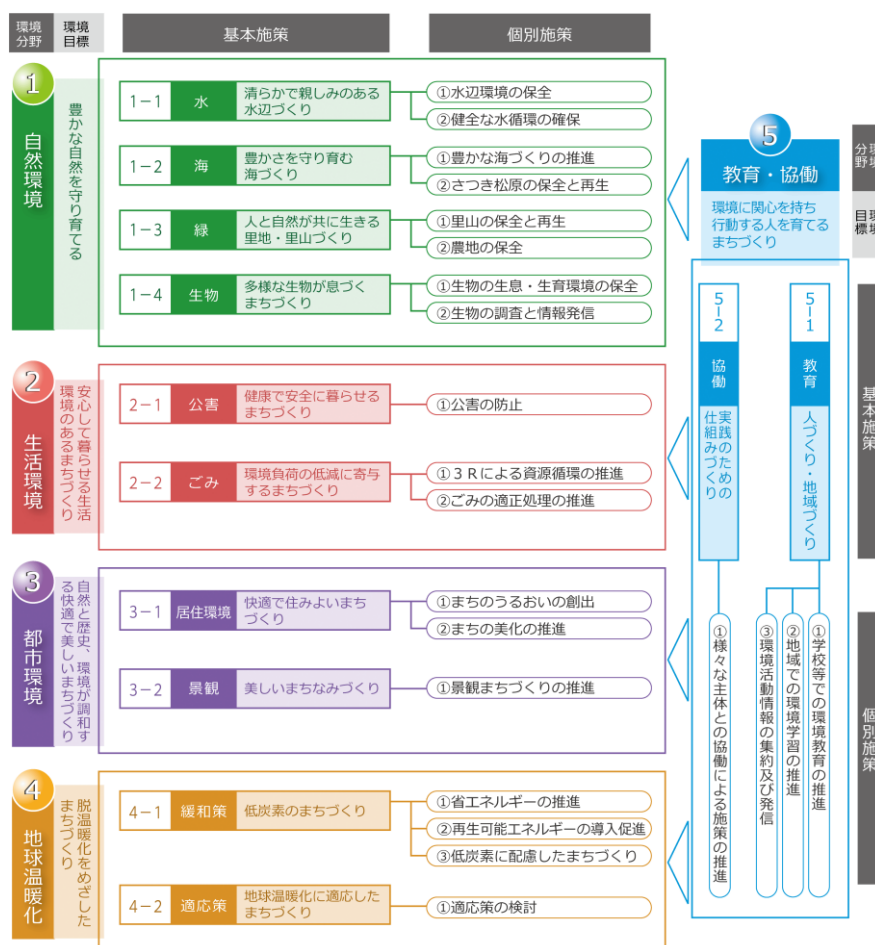 環境
分野
環境
目標
基本施策
個別施策
1
自然環境
豊かな自然を守り育てる
1－1
水
清らかで親しみのある
水辺づくり
①水辺環境の保全
②健全な水循環の確保
1－2
海
豊かさを守り育む
海づくり
①豊かな海づくりの推進
②さつき松原の保全と再生
1－3
緑
人と自然が共に生きる
里地・里山づくり
①里山の保全と再生
②農地の保全
1－4
生物
多様な生物が息づく
まちづくり
①生物の生息・生育環境の保全
②生物の調査と情報発信
2
生活環境
安心して暮らせる生活
環境のあるまちづくり
2－1
公害
健康で安全に暮らせる
まちづくり
①公害の防止
2－2
ごみ
環境負荷の低減に寄与
するまちづくり
①３Ｒによる資源循環の推進
②ごみの適正処理の推進
3
都市環境
自然と歴史、環境が調和す
る快適で美しいまちづくり
3－1
居住環境
快適で住みよいまち
づくり
①まちのうるおいの創出
②まちの美化の推進
3－2
景観
美しいまちなみづくり
①景観まちづくりの推進
4
地球温暖化
脱温暖化をめざした
まちづくり
4－1
緩和策
低炭素のまちづくり
①省エネルギーの推進
②再生可能エネルギーの導入促進
③低炭素に配慮したまちづくり
4－2
適応策
地球温暖化に適応した
まちづくり
①適応策の検討
5
教育・協働
環境に関心を持ち
行動する人を育てる
まちづくり
環境
分野
環境
目標
基本施策
個別施策
5－1
教育
人づくり・地域づくり
①学校等での環境教育の推進
②地域での環境学習の推進
③環境活動情報の集約及び発信
5－2
協働
実践のための
仕組みづくり
①様々な主体との協働による施策の推進